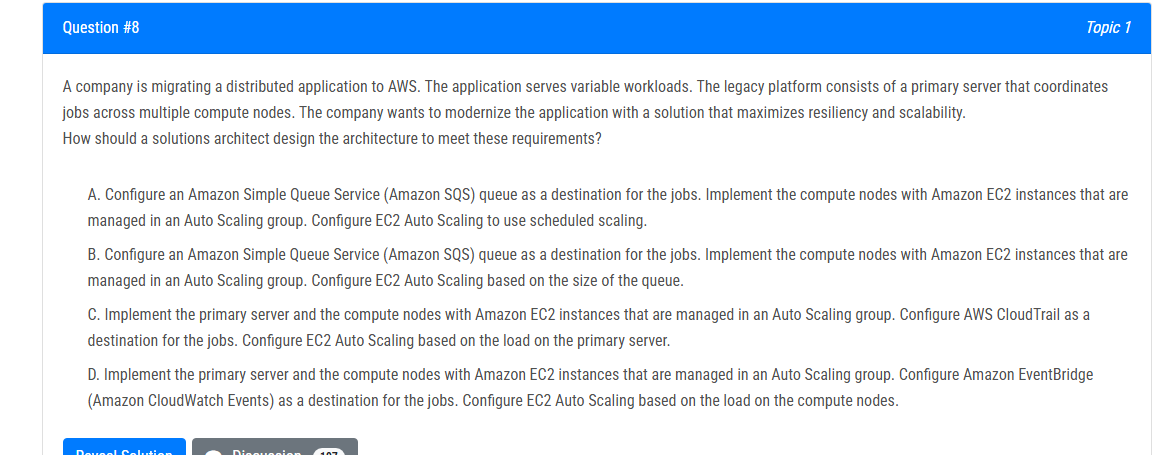 Question #8
Topic 1
A company is migrating a distributed application to AWS. The application serves variable workloads. The legacy platform consists of a primary server that coordinates
jobs across multiple compute nodes. The company wants to modernize the application with a solution that maximizes resiliency and scalability.
How should a solutions architect design the architecture to meet these requirements?
A. Configure an Amazon Simple Queue Service (Amazon SQS) queue as a destination for the jobs. Implement the compute nodes with Amazon EC2 instances that are
managed in an Auto Scaling group. Configure EC2 Auto Scaling to use scheduled scaling.
B. Configure an Amazon Simple Queue Service (Amazon SQS) queue as a destination for the jobs. Implement the compute nodes with Amazon EC2 instances that are
managed in an Auto Scaling group. Configure EC2 Auto Scaling based on the size of the queue.
C. Implement the primary server and the compute nodes with Amazon EC2 instances that are managed in an Auto Scaling group. Configure AWS CloudTrail as a
destination for the jobs. Configure EC2 Auto Scaling based on the load on the primary server.
D. Implement the primary server and the compute nodes with Amazon EC2 instances that are managed in an Auto Scaling group. Configure Amazon EventBridge
(Amazon CloudWatch Events) as a destination for the jobs. Configure EC2 Auto Scaling based on the load on the compute nodes.
Reveal Solution
Discussion